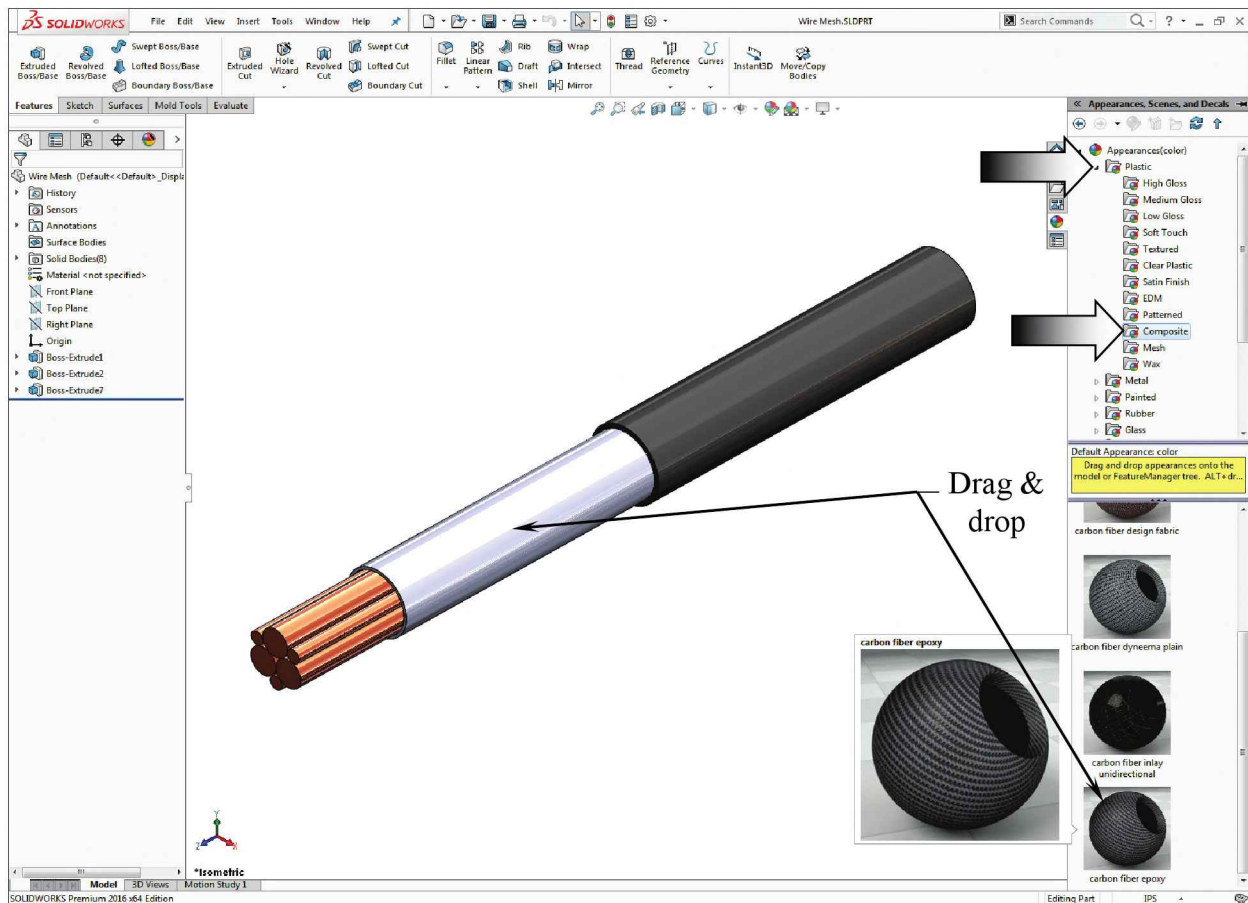 SOLIDWORKS File Edit View Insert Tools Window Help Wire Mesh.SLDPRT Search Commands
Extruded Boss/Base
Revolved Boss/Base
Swept Boss/Base
Lofted Boss/Base
Boundary Boss/Base
Extruded Cut
Hole Wizard
Revolved Cut
Swept Cut
Lofted Cut
Boundary Cut
Fillet
Linear Pattern
Rib
Draft
Shell
Wrap
Intersect
Mirror
Thread
Reference Geometry
Curves
Instant3D
Move/Copy Bodies
Features Sketch Surfaces Mold Tools Evaluate
Wire Mesh (Default<<Default>_Displa
History
Sensors
Annotations
Surface Bodies
Solid Bodies(8)
Material <not specified>
Front Plane
Top Plane
Right Plane
Origin
Boss-Extrude1
Boss-Extrude2
Boss-Extrude7
Drag &
drop
Y
Z
X
*Isometric
Appearances, Scenes, and Decals
Appearances(color)
Plastic
High Gloss
Medium Gloss
Low Gloss
Soft Touch
Textured
Clear Plastic
Satin Finish
EDM
Patterned
Composite
Mesh
Wax
Metal
Painted
Rubber
Glass
Default Appearance: color
Drag and drop appearances onto the
model or FeatureManager tree. ALT+dr...
carbon fiber design fabric
carbon fiber dyneema plain
carbon fiber inlay
unidirectional
carbon fiber epoxy
carbon fiber epoxy
Model 3D Views Motion Study 1
SOLIDWORKS Premium 2016 x64 Edition Editing Part IPS